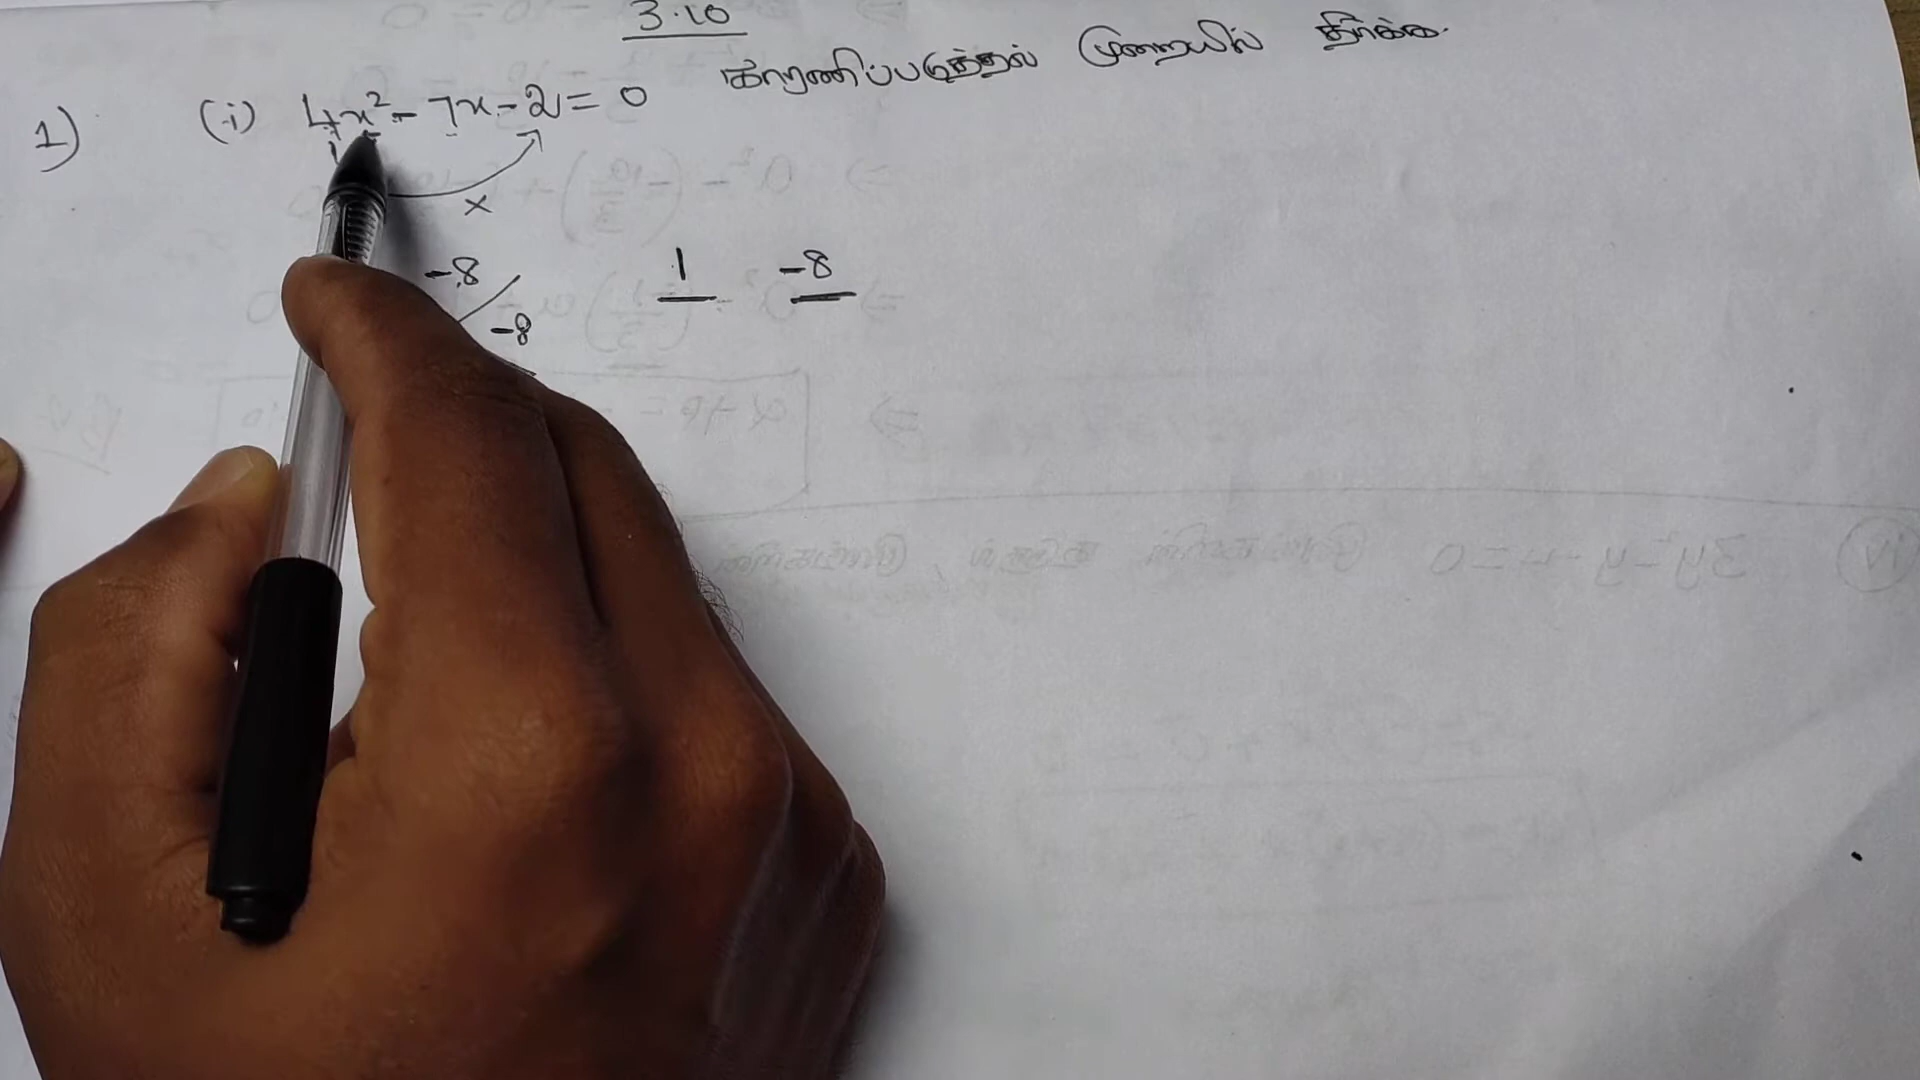 3.10
காரணிப்படுத்தல் முறையில் தீர்க்க.
1) (i) 4x² - 7x - 2 = 0
x
-8
1 -8
-8